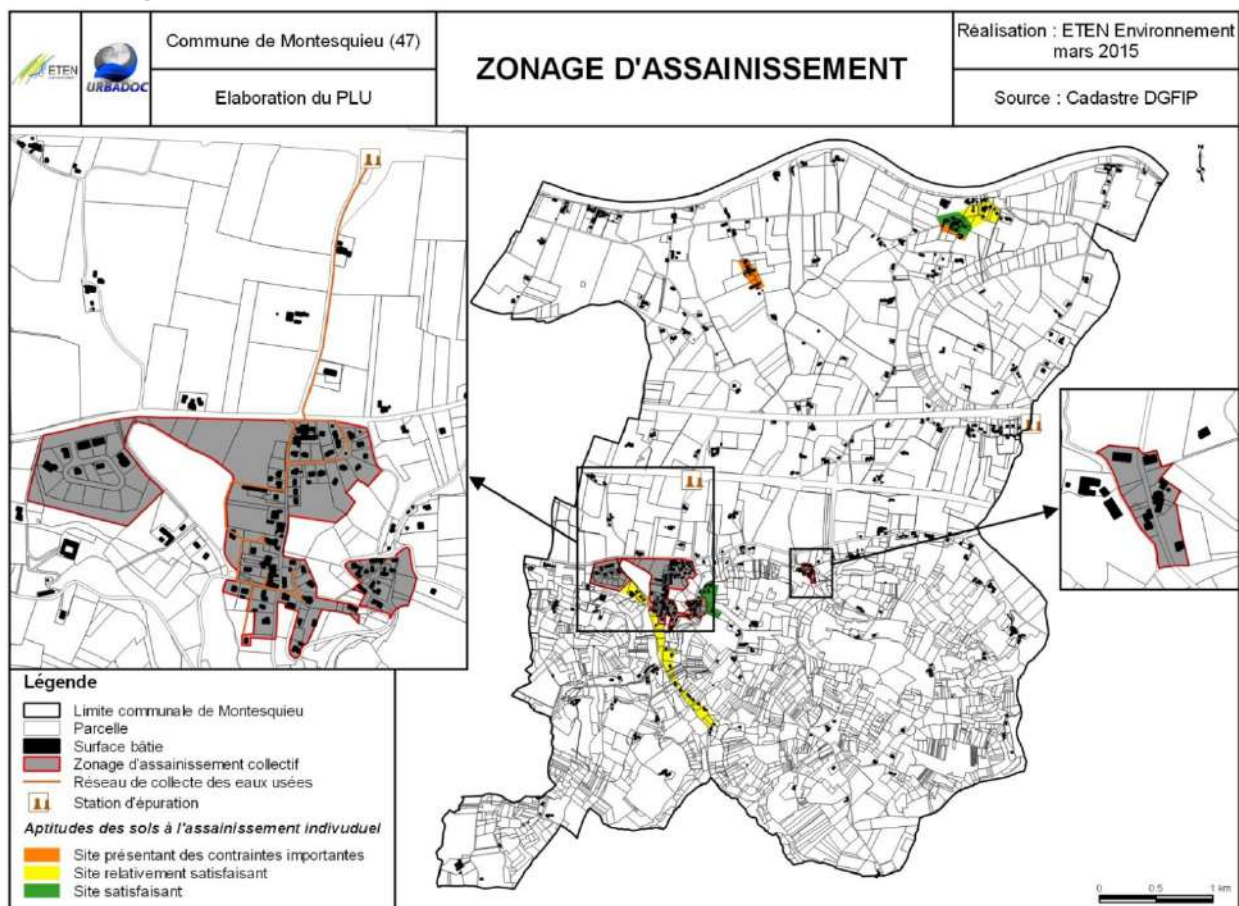 ETEN
URBADOC
Commune de Montesquieu (47)
Elaboration du PLU
ZONAGE D'ASSAINISSEMENT
Réalisation : ETEN Environnement
mars 2015
Source : Cadastre DGFIP
N
Légende
Limite communale de Montesquieu
Parcelle
Surface bâtie
Zonage d'assainissement collectif
Réseau de collecte des eaux usées
Station d'épuration
Aptitudes des sols à l'assainissement indivuduel
Site présentant des contraintes importantes
Site relativement satisfaisant
Site satisfaisant
0 0,5 1 km